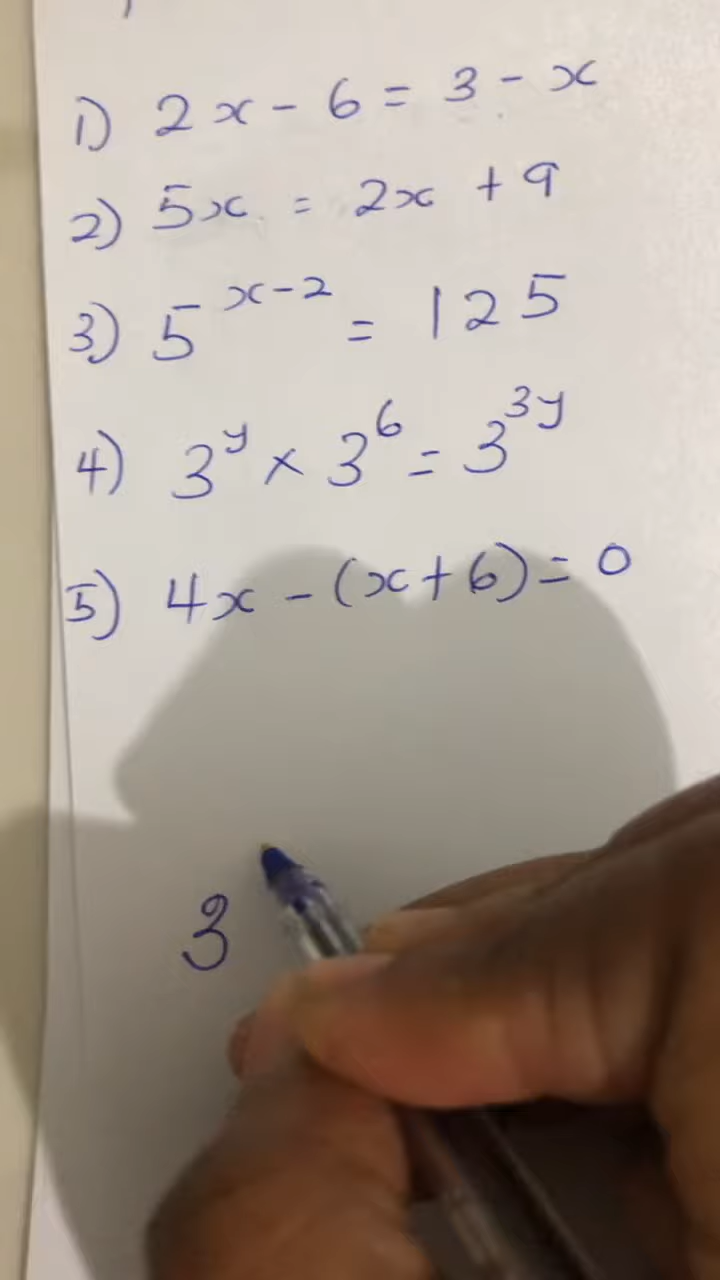 1) 2x - 6 = 3 - x
2) 5x = 2x + 9
3) 5^{x-2} = 125
4) 3^y × 3^6 = 3^{3y}
5) 4x - (x + 6) = 0
3